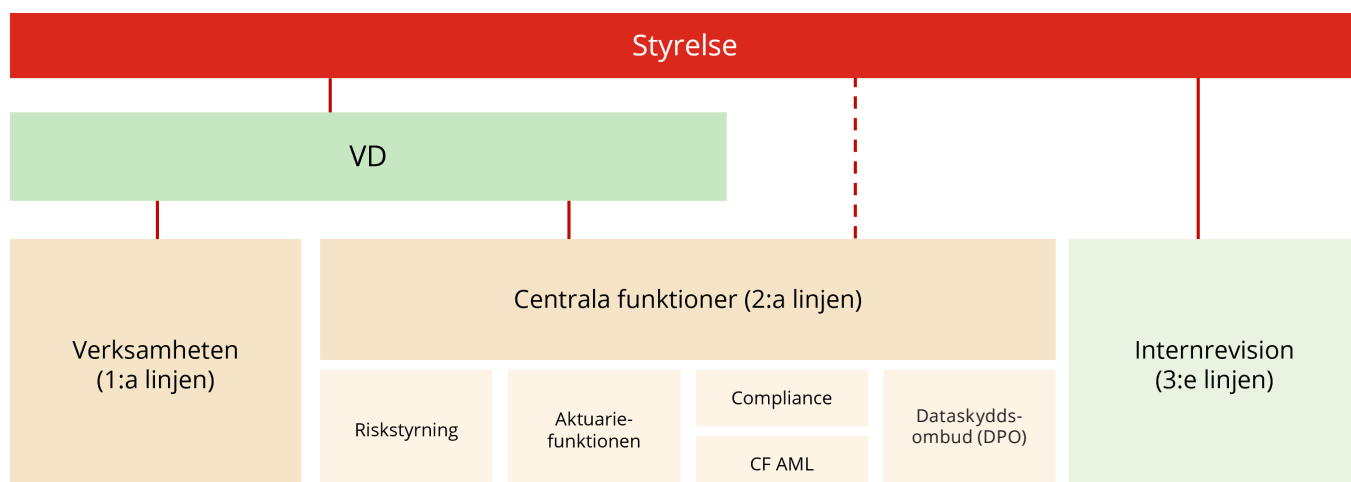 Styrelse
VD
Verksamheten
(1:a linjen)
Centrala funktioner (2:a linjen)
Riskstyrning
Aktuarie-
funktionen
Compliance
CF AML
Dataskydds-
ombud (DPO)
Internrevision
(3:e linjen)